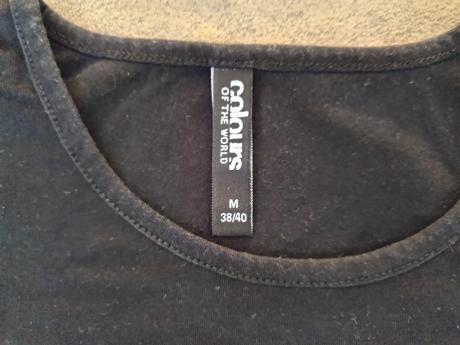 colours
OF THE WORLD
M
38/40